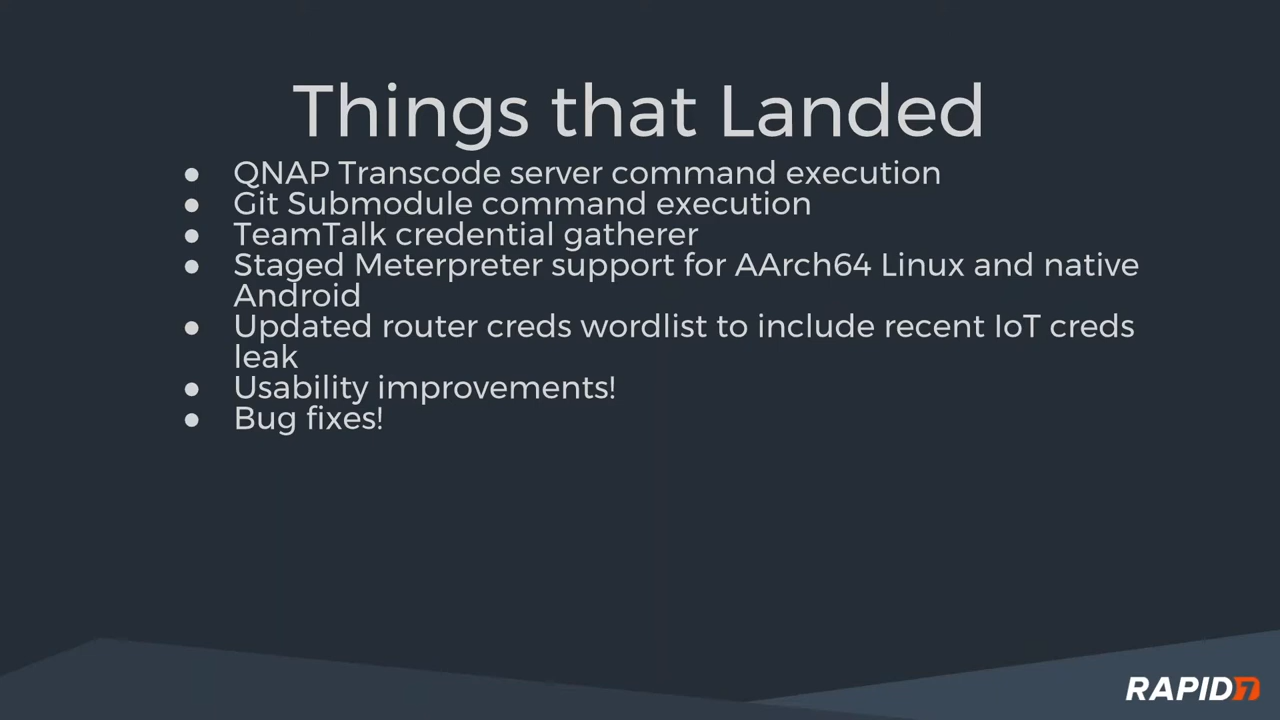 Things that Landed
● QNAP Transcode server command execution
● Git Submodule command execution
● TeamTalk credential gatherer
● Staged Meterpreter support for AArch64 Linux and native
Android
● Updated router creds wordlist to include recent IoT creds
leak
● Usability improvements!
● Bug fixes!
RAPID7